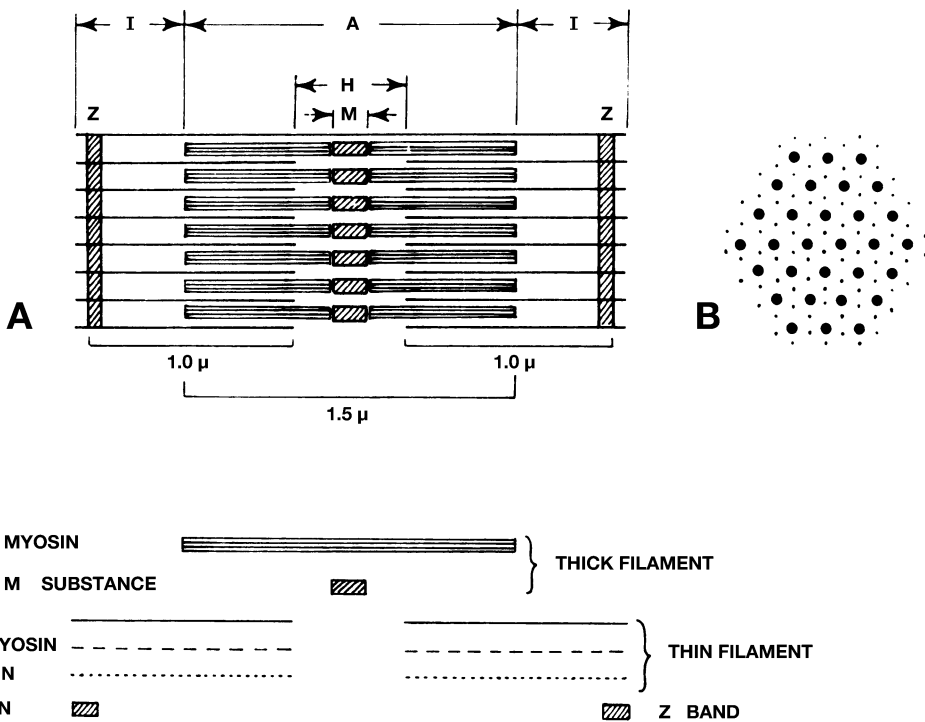 I A I
H
Z M Z
A B
1.0 µ 1.0 µ
1.5 µ
MYOSIN
THICK FILAMENT
M SUBSTANCE
YOSIN
THIN FILAMENT
N
N Z BAND